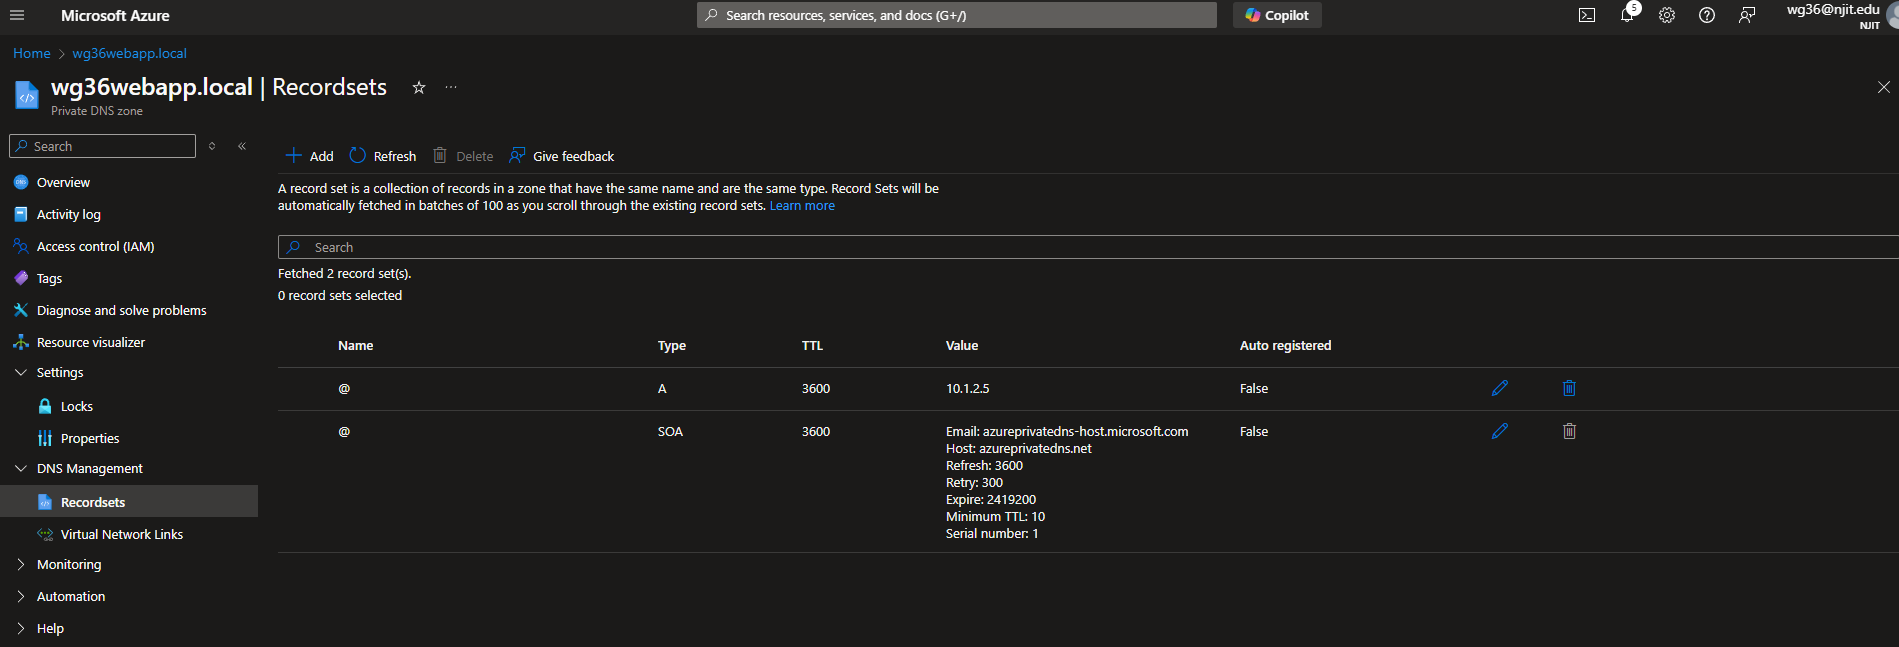 Microsoft Azure
Search resources, services, and docs (G+/)
Copilot
5
wg36@njit.edu
NJIT
Home > wg36webapp.local
wg36webapp.local | Recordsets
Private DNS zone
Search
Overview
Activity log
Access control (IAM)
Tags
Diagnose and solve problems
Resource visualizer
Settings
Locks
Properties
DNS Management
Recordsets
Virtual Network Links
Monitoring
Automation
Help
Add Refresh Delete Give feedback
A record set is a collection of records in a zone that have the same name and are the same type. Record Sets will be
automatically fetched in batches of 100 as you scroll through the existing record sets. Learn more
Search
Fetched 2 record set(s).
0 record sets selected
Name Type TTL Value Auto registered
@ A 3600 10.1.2.5 False
@ SOA 3600 Email: azureprivatedns-host.microsoft.com False
Host: azureprivatedns.net
Refresh: 3600
Retry: 300
Expire: 2419200
Minimum TTL: 10
Serial number: 1